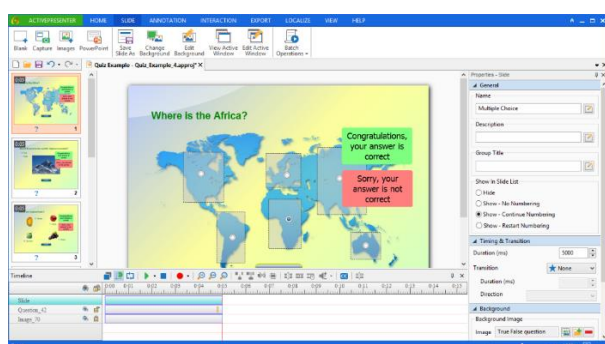 ACTIVEPRESENTER HOME SLIDE ANNOTATION INTERACTION EXPORT LOCALIZE VIEW HELP
Blank Capture Images PowerPoint Save Slide As Change Background Edit Background View Active Window Edit Active Window Batch Operations
Quiz Example - Quiz_Example_4.approj* X
Properties - Slide
General
Name
Multiple Choice
Description
Group Title
Show In Slide List
Hide
Show - No Numbering
Show - Continue Numbering
Show - Restart Numbering
Timing & Transition
Duration (ms) 5000
Transition None
Duration (ms)
Direction
Background
Background Image
Image True False question
1
2
3
Where is the Africa?
Congratulations,
your answer is
correct
Sorry, your
answer is not
correct
Timeline
Slide
Question_42
Image_70